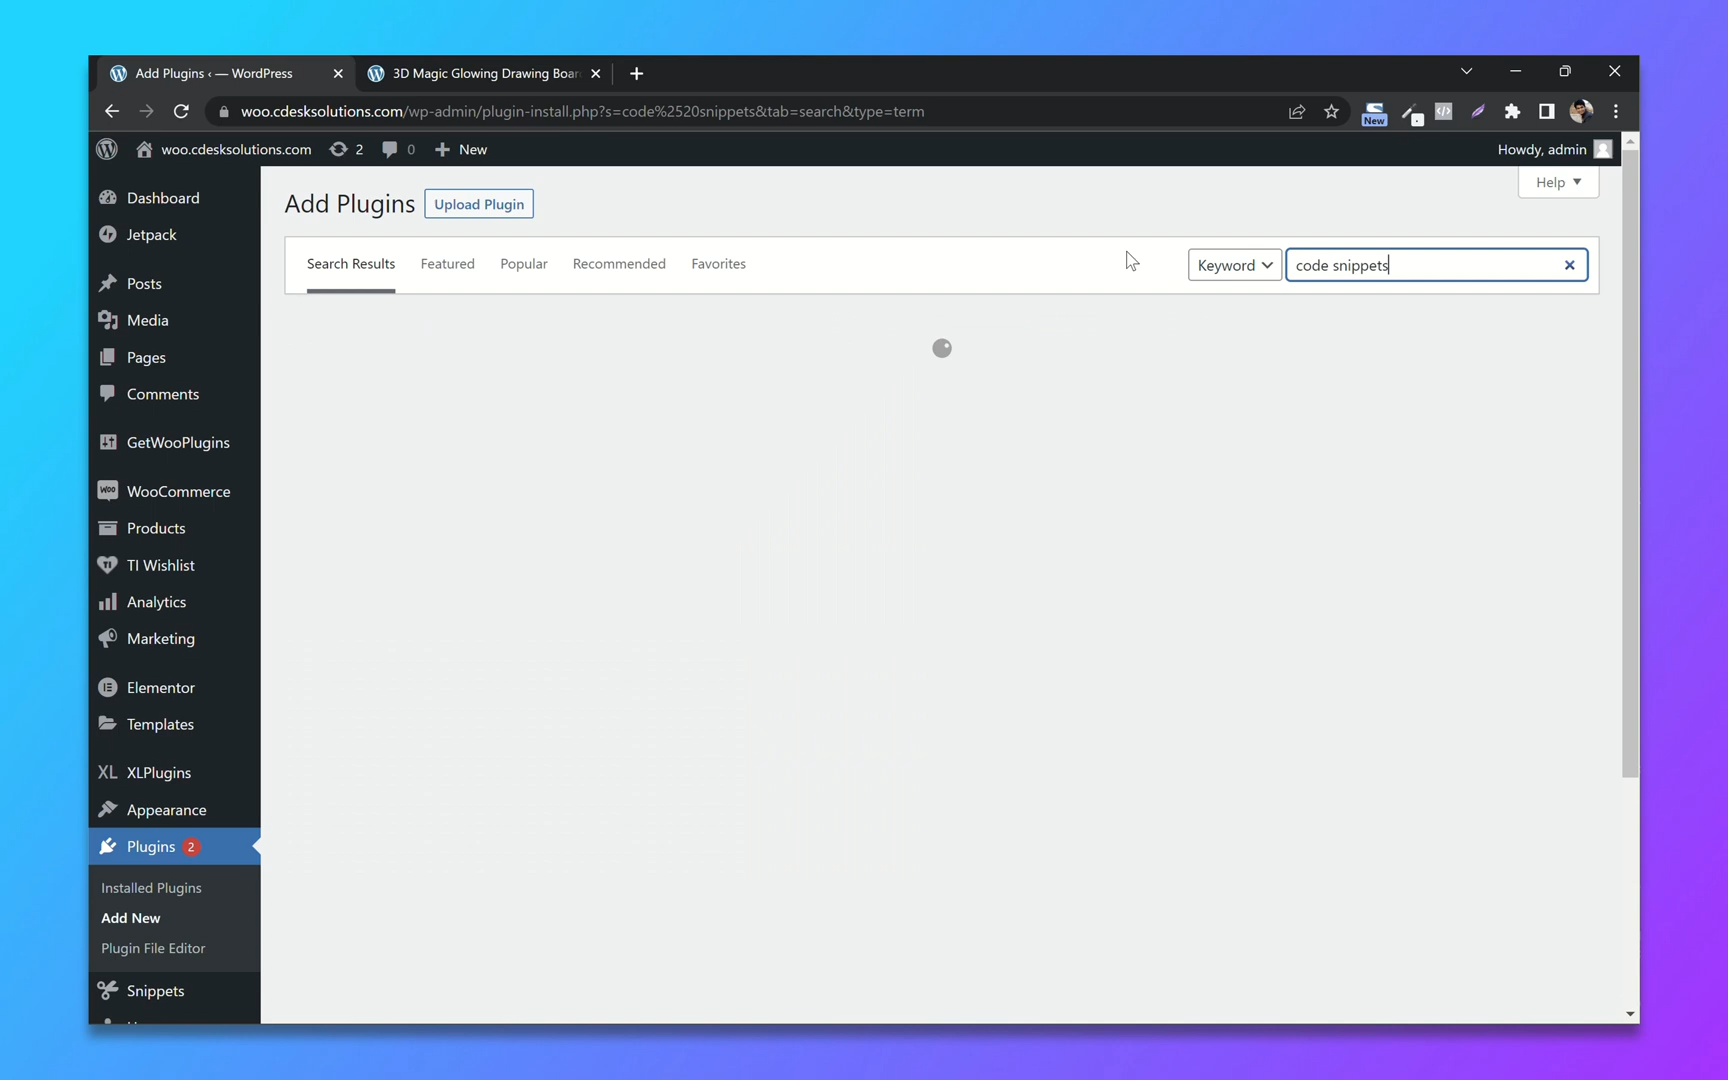 Add Plugins ‹ — WordPress
3D Magic Glowing Drawing Boar
woo.cdesksolutions.com/wp-admin/plugin-install.php?s=code%2520snippets&tab=search&type=term
New
woo.cdesksolutions.com 2 0 New
Howdy, admin
Help
Dashboard
Jetpack
Posts
Media
Pages
Comments
GetWooPlugins
WooCommerce
Products
TI Wishlist
Analytics
Marketing
Elementor
Templates
XL XLPlugins
Appearance
Plugins 2
Installed Plugins
Add New
Plugin File Editor
Snippets
Add Plugins
Upload Plugin
Search Results Featured Popular Recommended Favorites
Keyword
code snippets